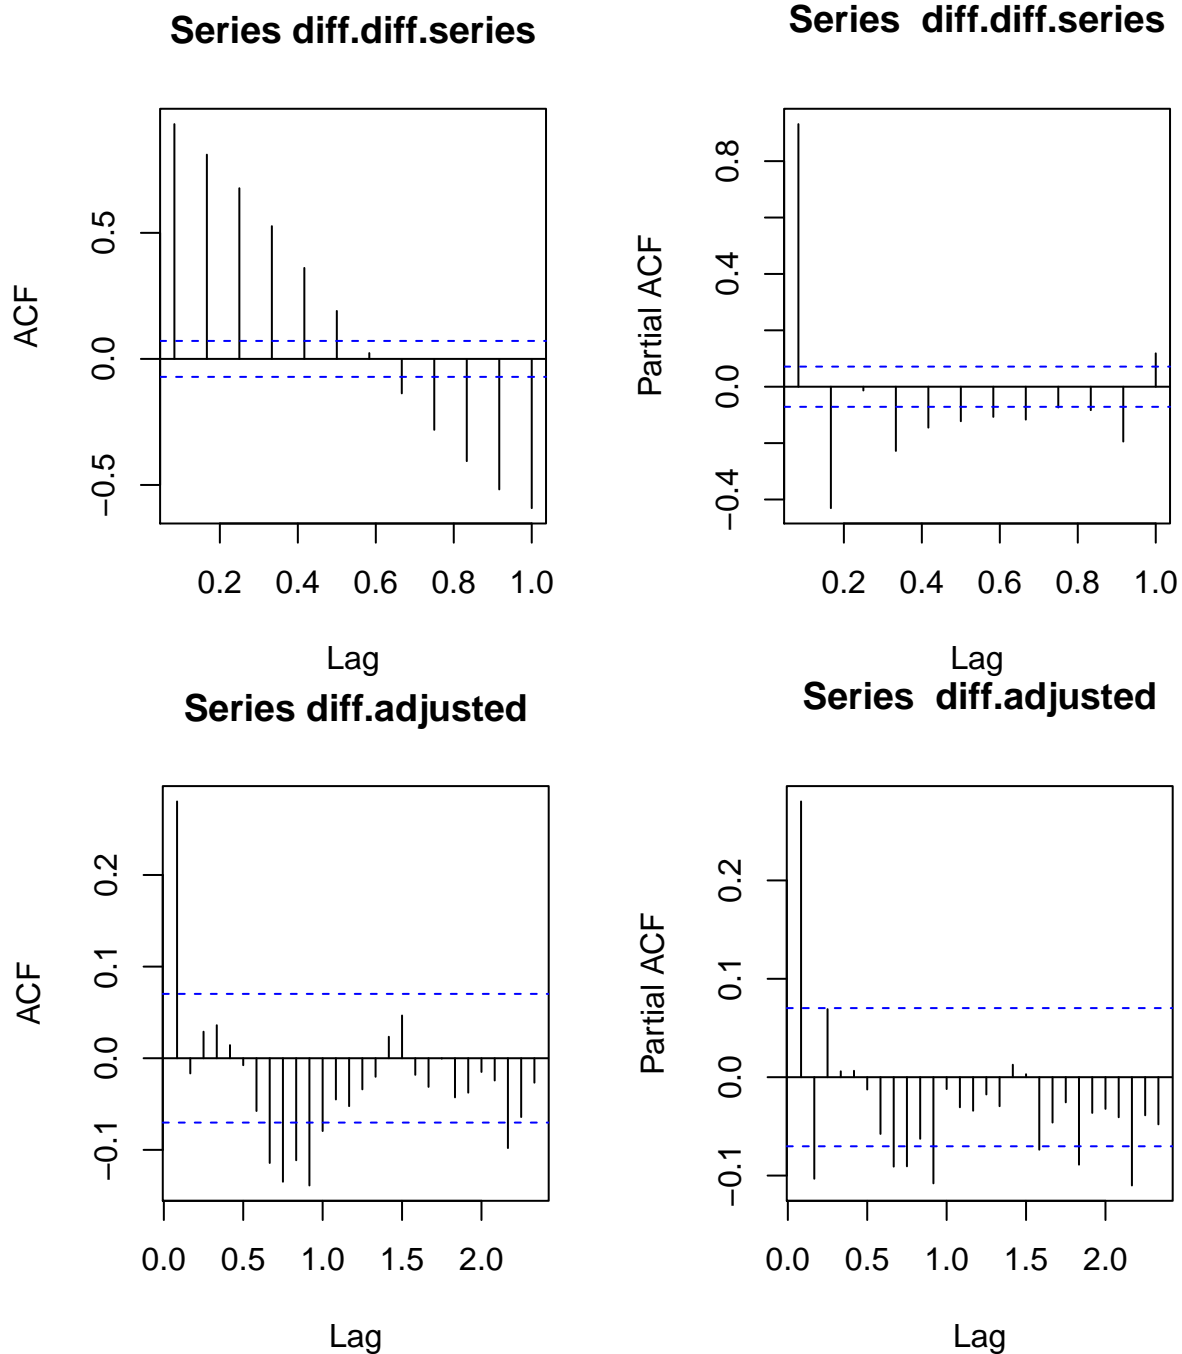 Series diff.diff.series
ACF
0.5
0.0
−0.5
0.2 0.4 0.6 0.8 1.0
Lag
Series diff.diff.series
Partial ACF
0.8
0.4
0.0
−0.4
0.2 0.4 0.6 0.8 1.0
Lag
Series diff.adjusted
ACF
0.2
0.1
0.0
−0.1
0.0 0.5 1.0 1.5 2.0
Lag
Series diff.adjusted
Partial ACF
0.2
0.1
0.0
−0.1
0.0 0.5 1.0 1.5 2.0
Lag